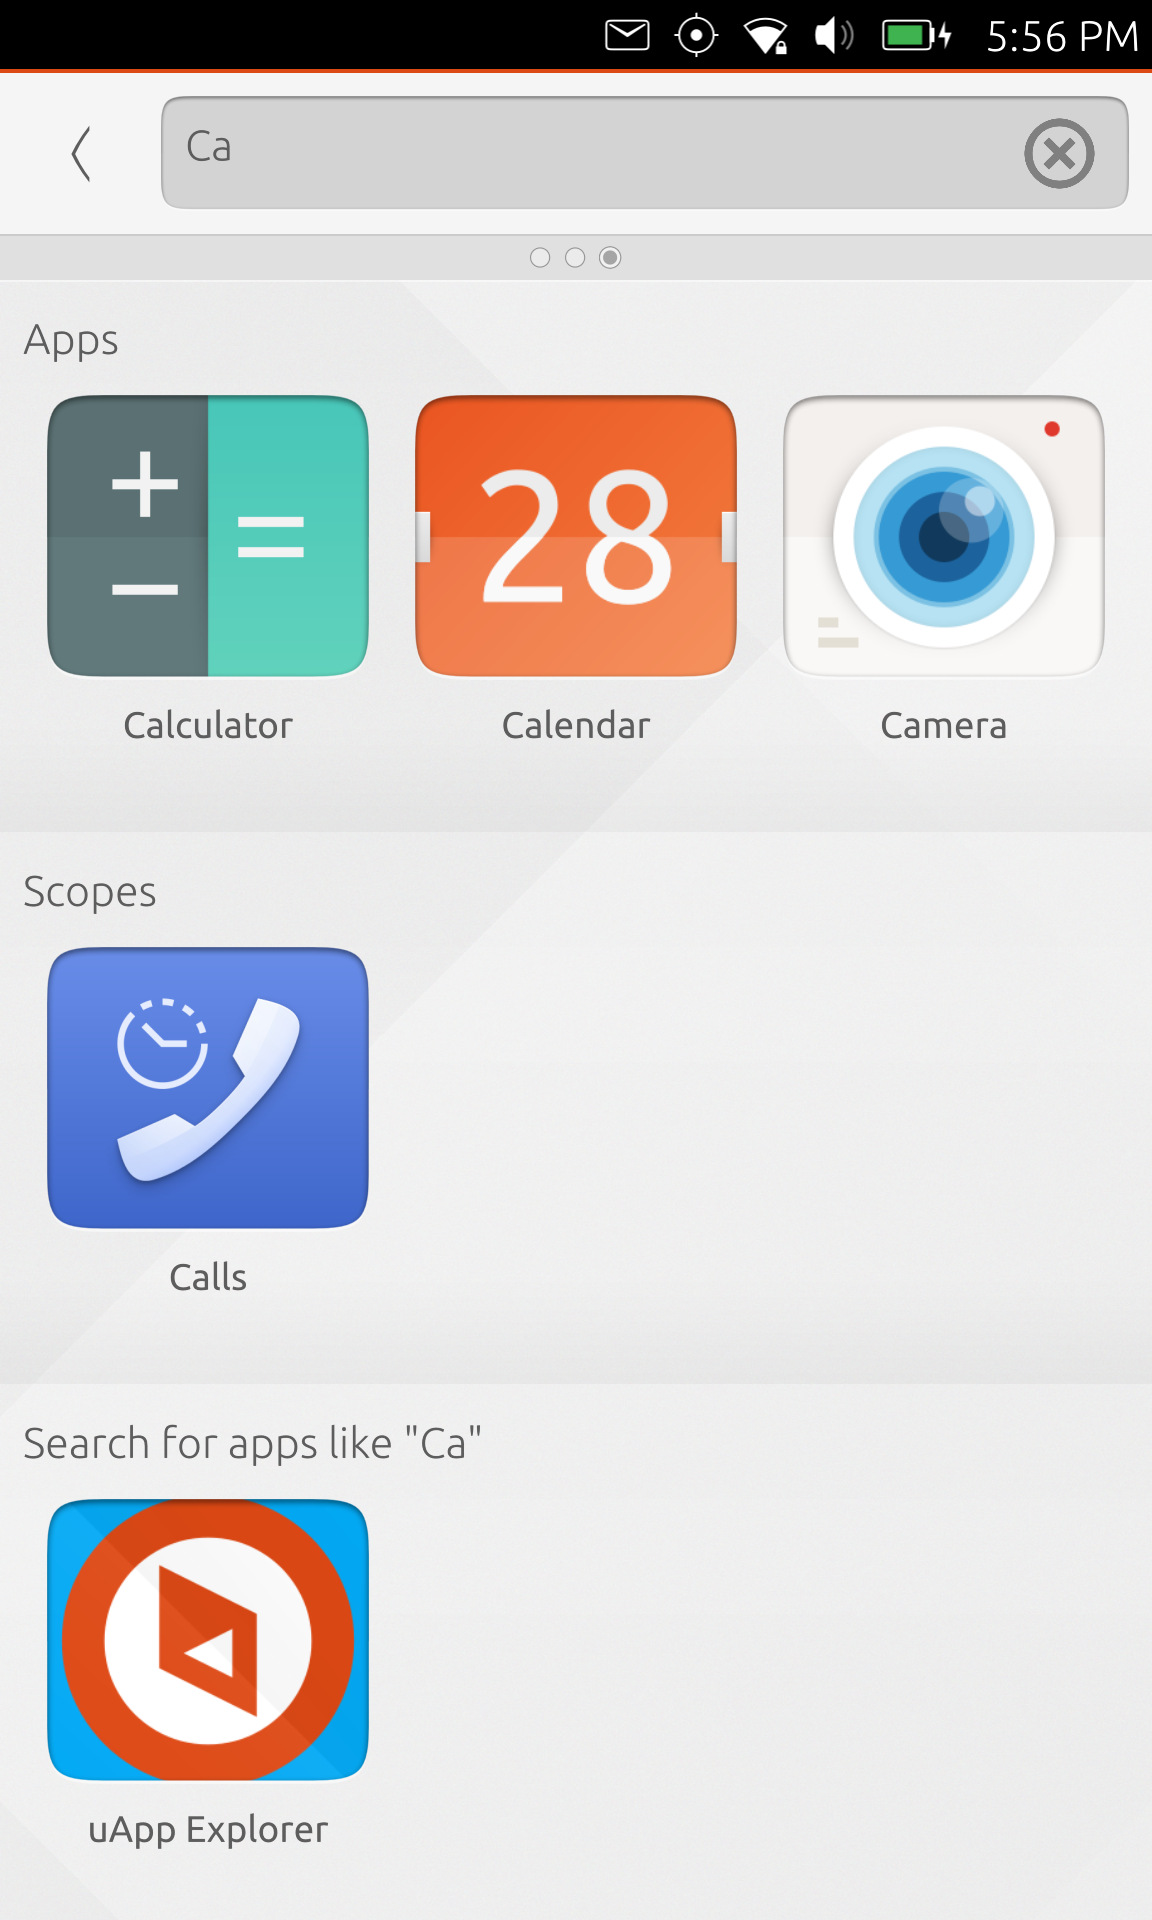 5:56 PM
Ca
Apps
28
Calculator
Calendar
Camera
Scopes
Calls
Search for apps like "Ca"
uApp Explorer